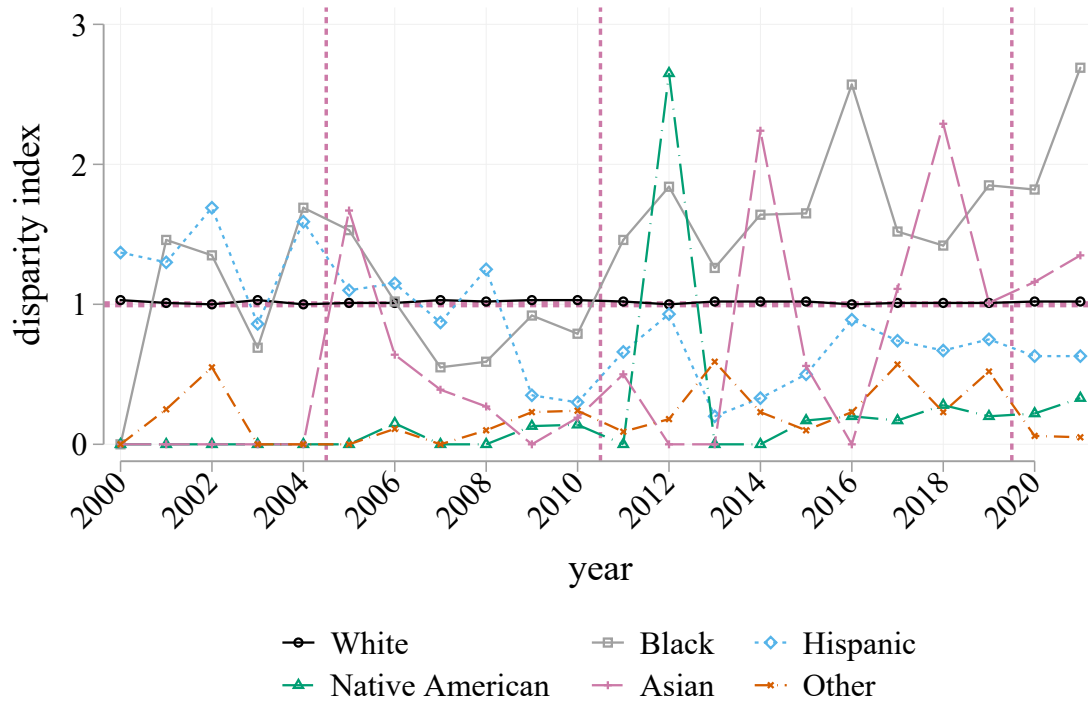 3
2
1
0
disparity index
2000 2002 2004 2006 2008 2010 2012 2014 2016 2018 2020
year
White Black Hispanic
Native American Asian Other